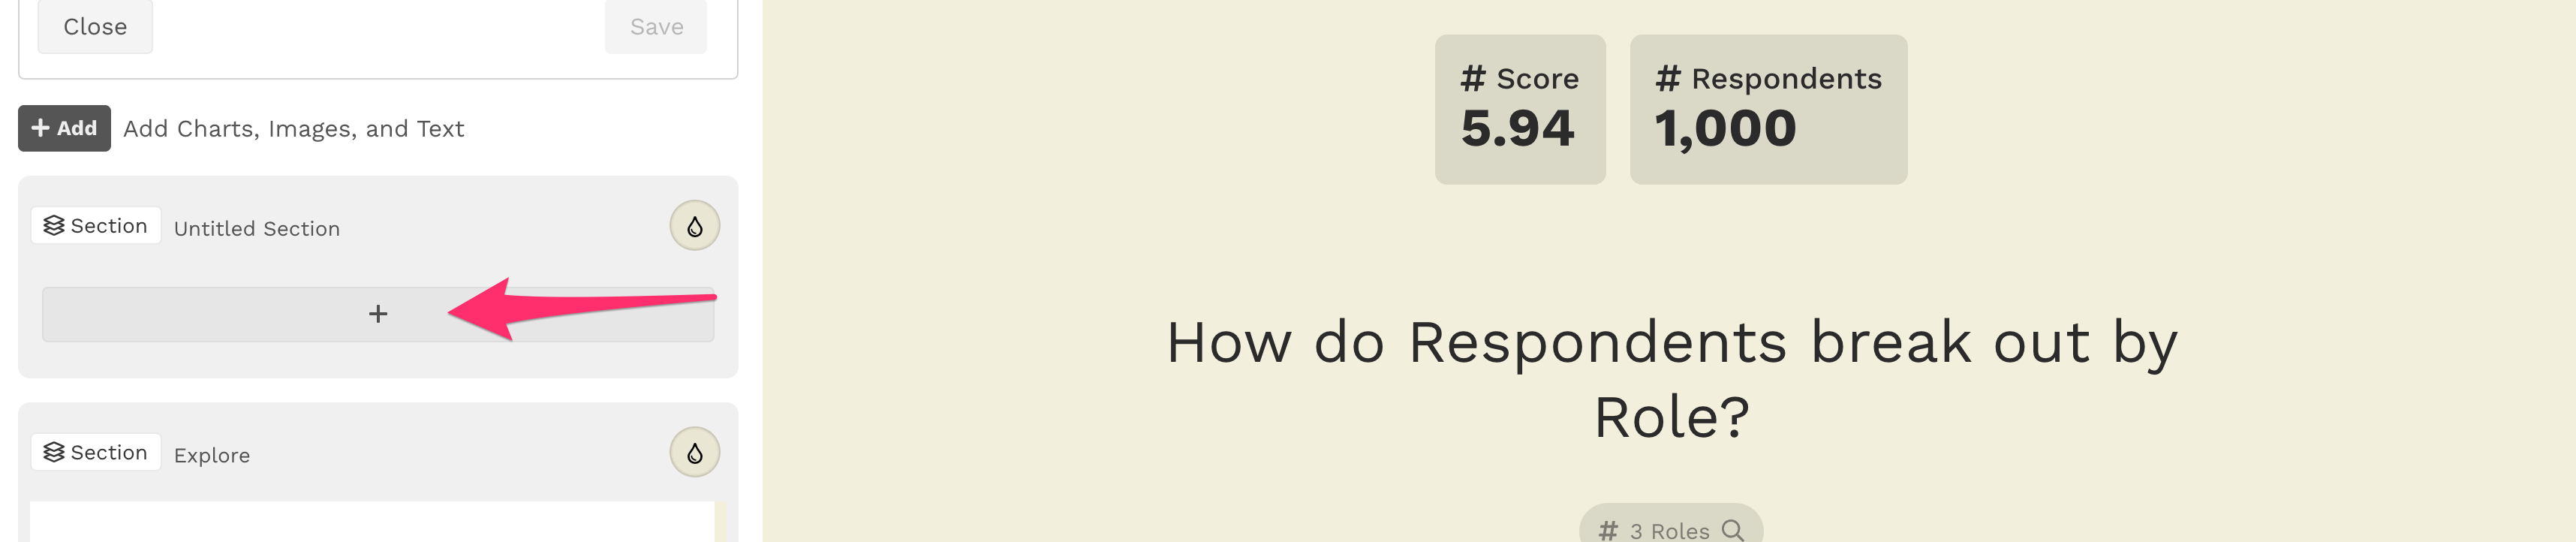 Close
Save
+ Add
Add Charts, Images, and Text
Section
Untitled Section
+
Section
Explore
# Score
5.94
# Respondents
1,000
How do Respondents break out by
Role?
# 3 Roles